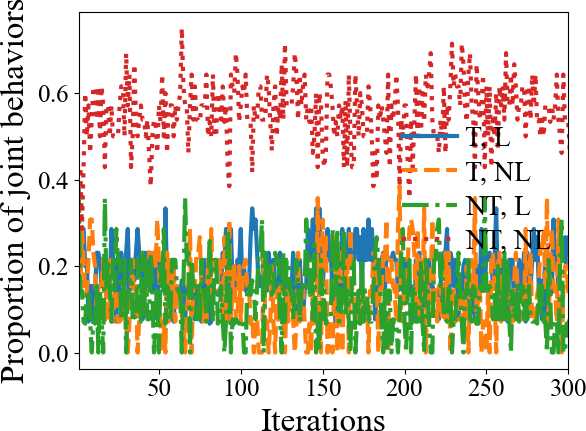 Proportion of joint behaviors
0.6
0.4
0.2
0.0
T, L
T, NL
NT, L
NT, NL
50
100
150
200
250
300
Iterations